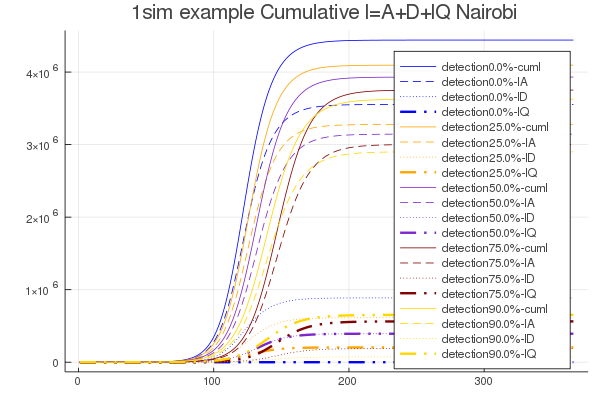 1sim example Cumulative I=A+D+IQ Nairobi
4×10 6
3×10 6
2×10 6
1×10 6
0
0 100 200 300
detection0.0%-cuml
detection0.0%-IA
detection0.0%-ID
detection0.0%-IQ
detection25.0%-cuml
detection25.0%-IA
detection25.0%-ID
detection25.0%-IQ
detection50.0%-cuml
detection50.0%-IA
detection50.0%-ID
detection50.0%-IQ
detection75.0%-cuml
detection75.0%-IA
detection75.0%-ID
detection75.0%-IQ
detection90.0%-cuml
detection90.0%-IA
detection90.0%-ID
detection90.0%-IQ